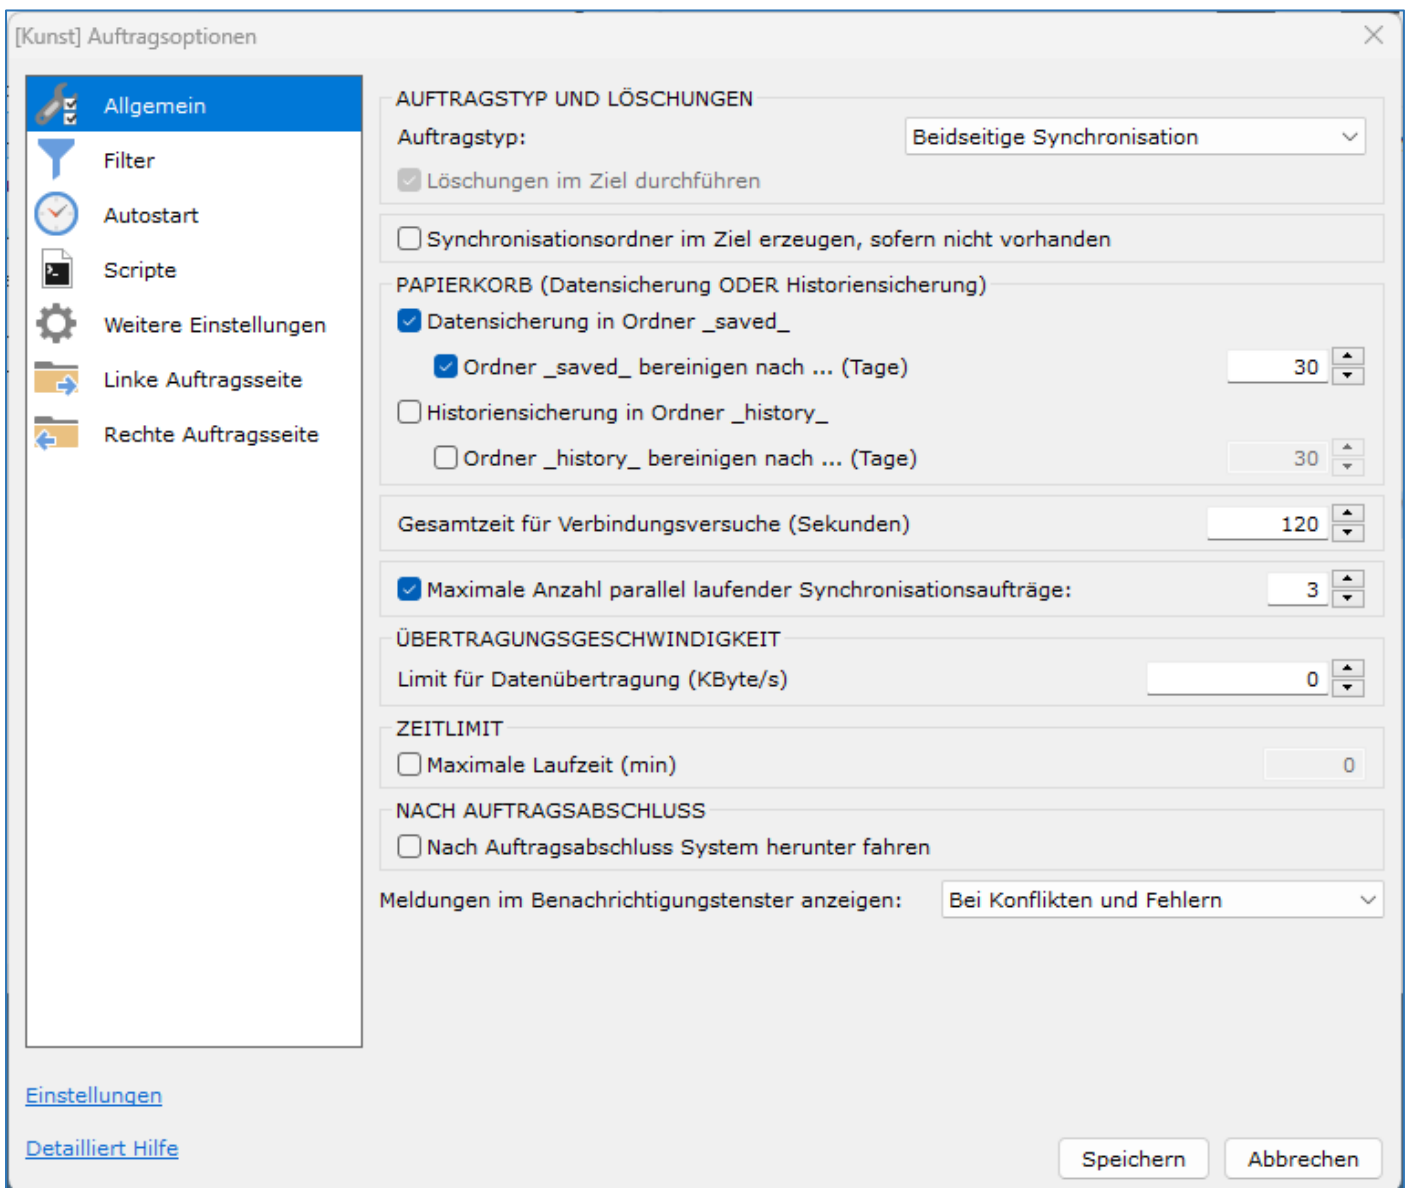 [Kunst] Auftragsoptionen
Allgemein
Filter
Autostart
Scripte
Weitere Einstellungen
Linke Auftragsseite
Rechte Auftragsseite
AUFTRAGSTYP UND LÖSCHUNGEN
Auftragstyp: Beidseitige Synchronisation
Löschungen im Ziel durchführen
Synchronisationsordner im Ziel erzeugen, sofern nicht vorhanden
PAPIERKORB (Datensicherung ODER Historiensicherung)
Datensicherung in Ordner _saved_
Ordner _saved_ bereinigen nach ... (Tage) 30
Historiensicherung in Ordner _history_
Ordner _history_ bereinigen nach ... (Tage) 30
Gesamtzeit für Verbindungsversuche (Sekunden) 120
Maximale Anzahl parallel laufender Synchronisationsaufträge: 3
ÜBERTRAGUNGSGESCHWINDIGKEIT
Limit für Datenübertragung (KByte/s) 0
ZEITLIMIT
Maximale Laufzeit (min) 0
NACH AUFTRAGSABSCHLUSS
Nach Auftragsabschluss System herunter fahren
Meldungen im Benachrichtigungstenster anzeigen: Bei Konflikten und Fehlern
Einstellungen
Detailliert Hilfe
Speichern Abbrechen